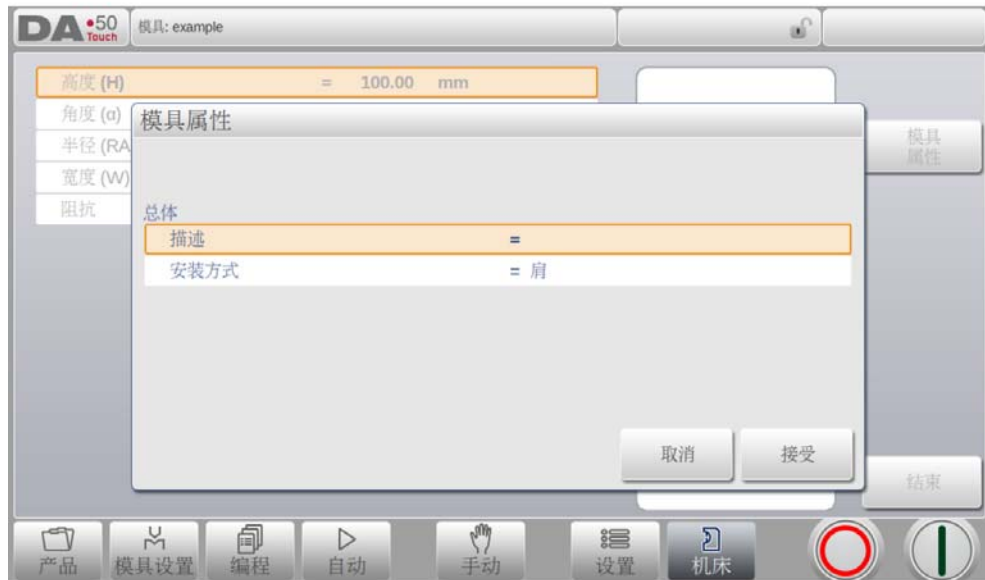 DA•50 Touch
模具: example
高度 (H) = 100.00 mm
角度 (α)
半径 (RA
宽度 (W)
阻抗
模具属性
总体
描述 =
安装方式 = 肩
取消
接受
模具
属性
结束
产品
模具设置
编程
自动
手动
设置
机床